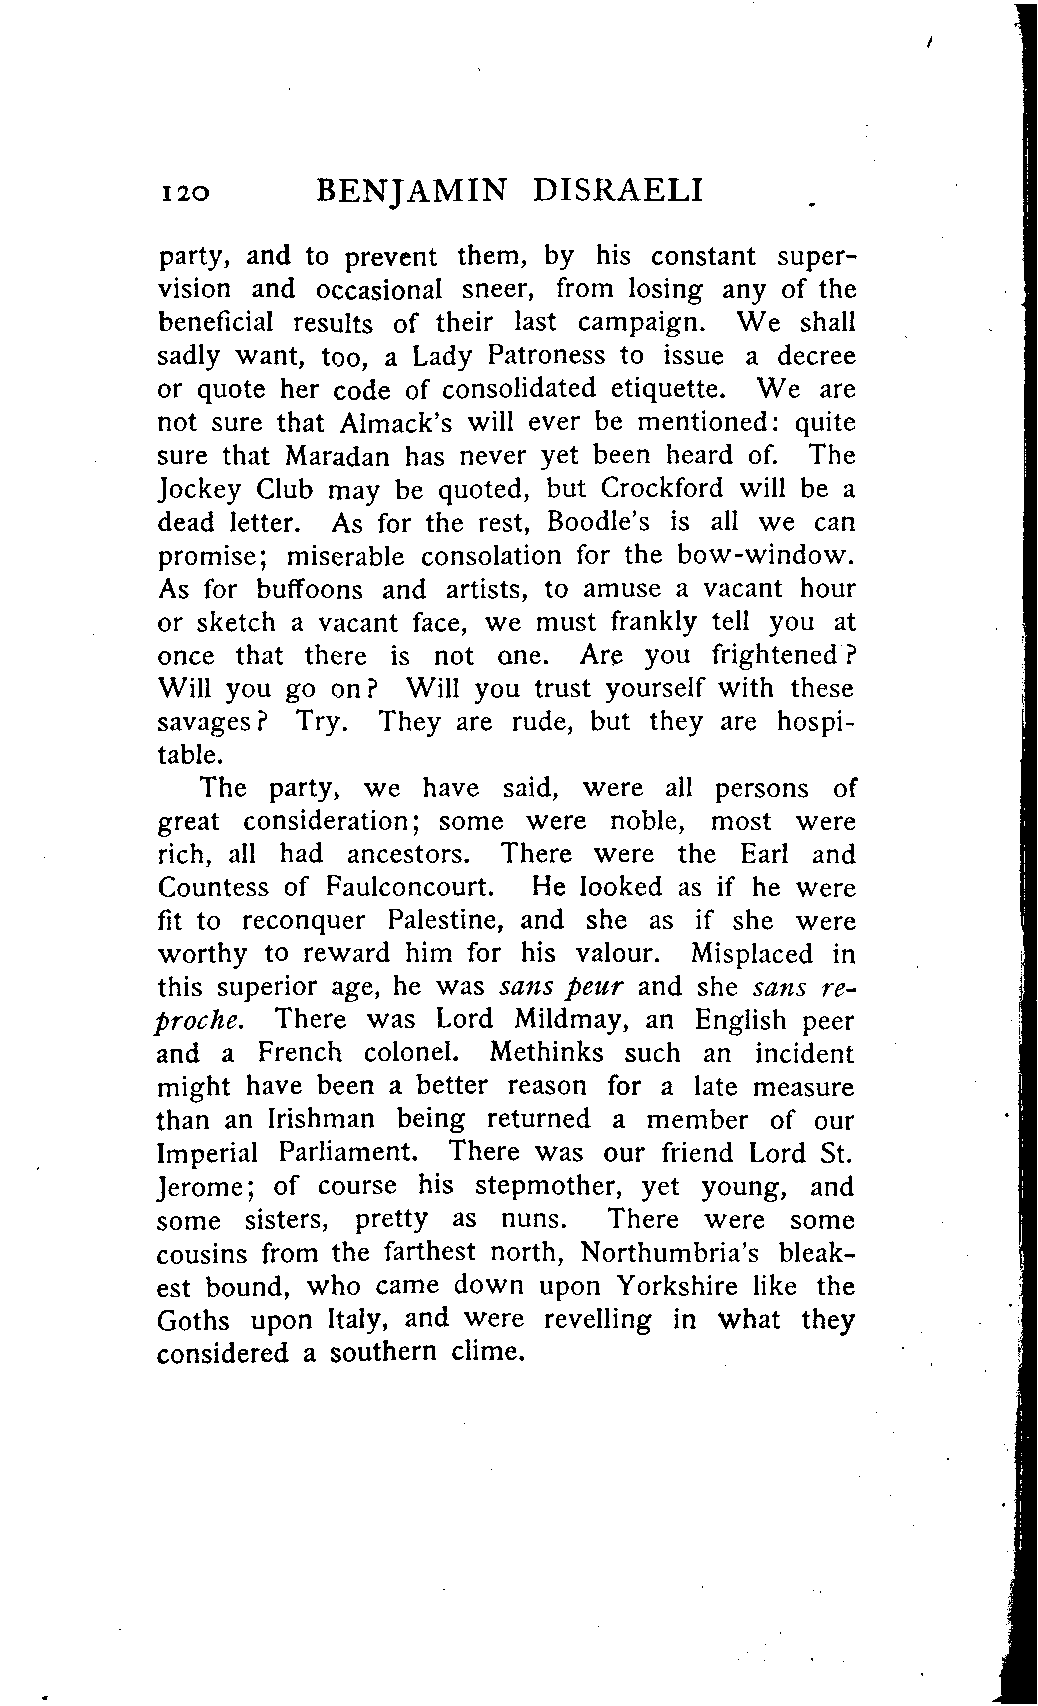 120 BENJAMIN DISRAELI
party, and to prevent them, by his constant super-
vision and occasional sneer, from losing any of the
beneficial results of their last campaign. We shall
sadly want, too, a Lady Patroness to issue a decree
or quote her code of consolidated etiquette. We are
not sure that Almack's will ever be mentioned: quite
sure that Maradan has never yet been heard of. The
Jockey Club may be quoted, but Crockford will be a
dead letter. As for the rest, Boodle's is all we can
promise; miserable consolation for the bow-window.
As for buffoons and artists, to amuse a vacant hour
or sketch a vacant face, we must frankly tell you at
once that there is not one. Are you frightened?
Will you go on? Will you trust yourself with these
savages? Try. They are rude, but they are hospi-
table.
The party, we have said, were all persons of
great consideration; some were noble, most were
rich, all had ancestors. There were the Earl and
Countess of Faulconcourt. He looked as if he were
fit to reconquer Palestine, and she as if she were
worthy to reward him for his valour. Misplaced in
this superior age, he was sans peur and she sans re-
proche. There was Lord Mildmay, an English peer
and a French colonel. Methinks such an incident
might have been a better reason for a late measure
than an Irishman being returned a member of our
Imperial Parliament. There was our friend Lord St.
Jerome; of course his stepmother, yet young, and
some sisters, pretty as nuns. There were some
cousins from the farthest north, Northumbria's bleak-
est bound, who came down upon Yorkshire like the
Goths upon Italy, and were revelling in what they
considered a southern clime.